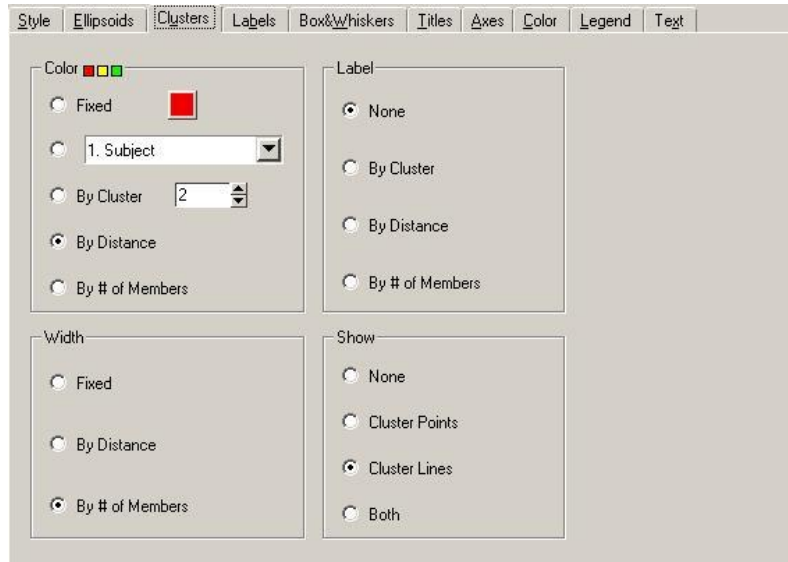 Style Ellipsoids Clusters Labels Box&Whiskers Titles Axes Color Legend Text
Color
Fixed
1. Subject
By Cluster 2
By Distance
By # of Members
Label
None
By Cluster
By Distance
By # of Members
Width
Fixed
By Distance
By # of Members
Show
None
Cluster Points
Cluster Lines
Both